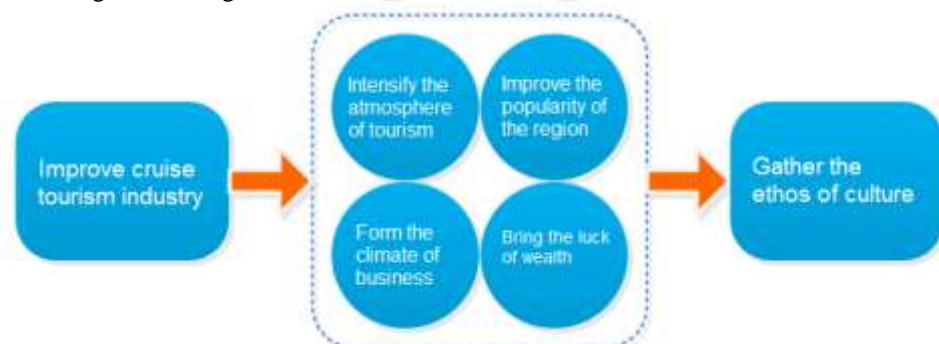 Improve cruise
tourism industry
Intensify the
atmosphere
of tourism
Improve the
popularity of
the region
Form the
climate of
business
Bring the luck
of wealth
Gather the
ethos of culture